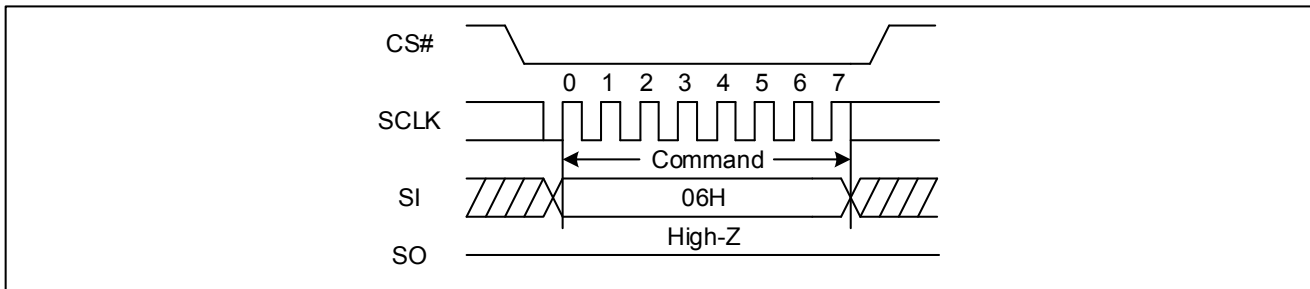 CS#
0 1 2 3 4 5 6 7
SCLK
Command
SI
06H
High-Z
SO